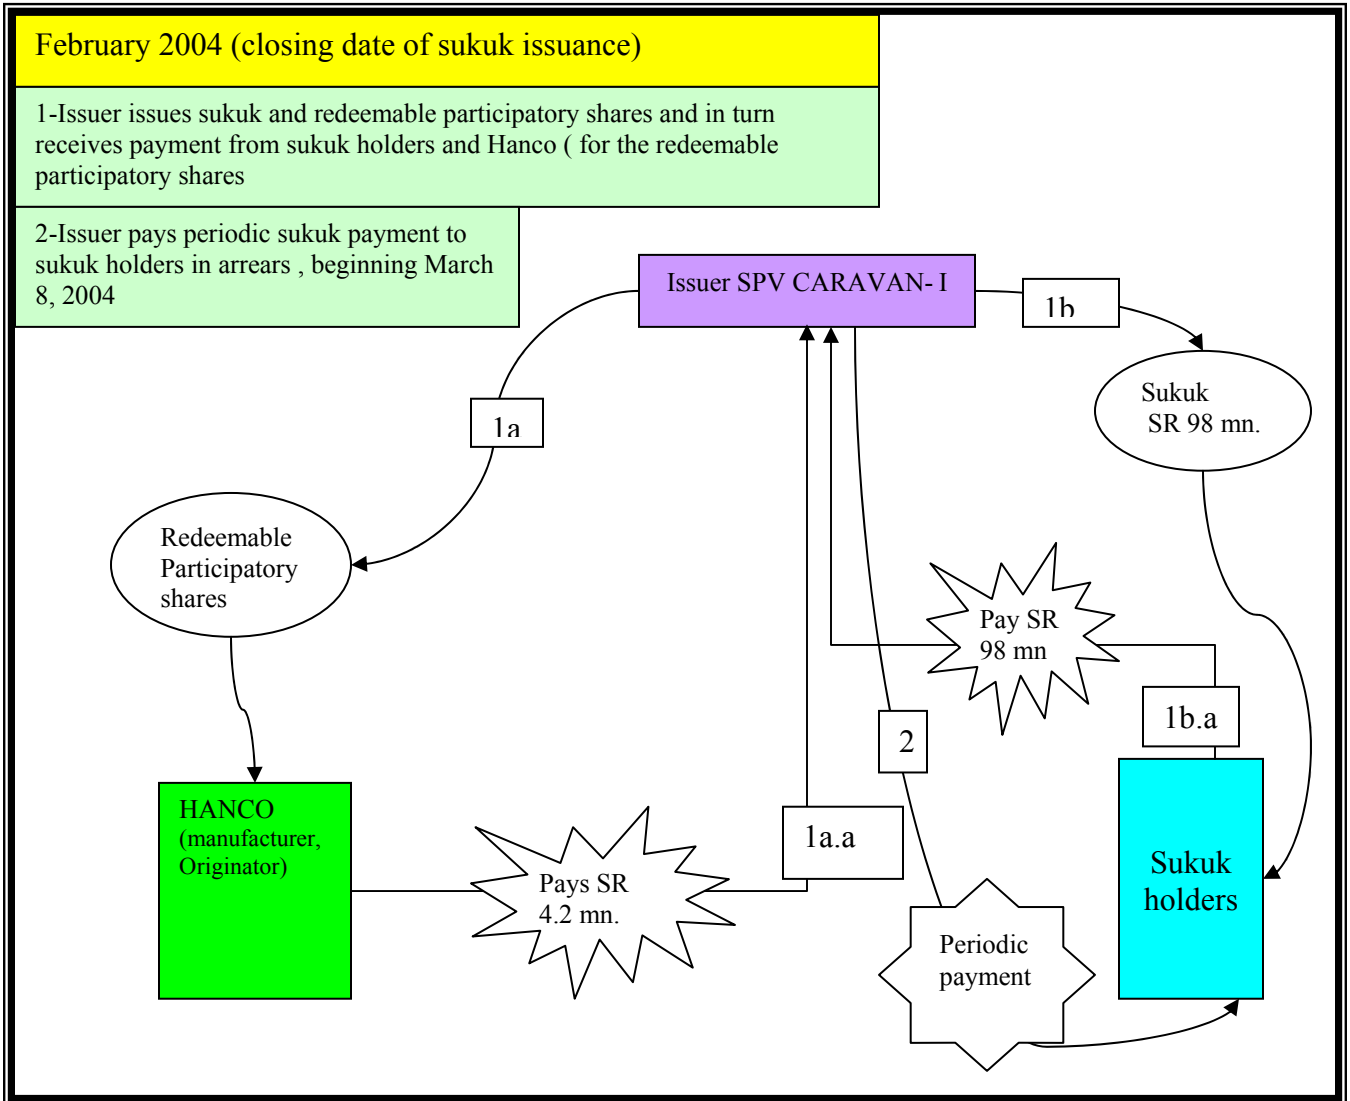 February 2004 (closing date of sukuk issuance)
1-Issuer issues sukuk and redeemable participatory shares and in turn
receives payment from sukuk holders and Hanco ( for the redeemable
participatory shares
2-Issuer pays periodic sukuk payment to
sukuk holders in arrears , beginning March
8, 2004
Issuer SPV CARAVAN- I
1b
Sukuk
SR 98 mn.
1a
Redeemable
Participatory
shares
Pay SR
98 mn
1b.a
2
HANCO
(manufacturer,
Originator)
Pays SR
4.2 mn.
1a.a
Sukuk
holders
Periodic
payment